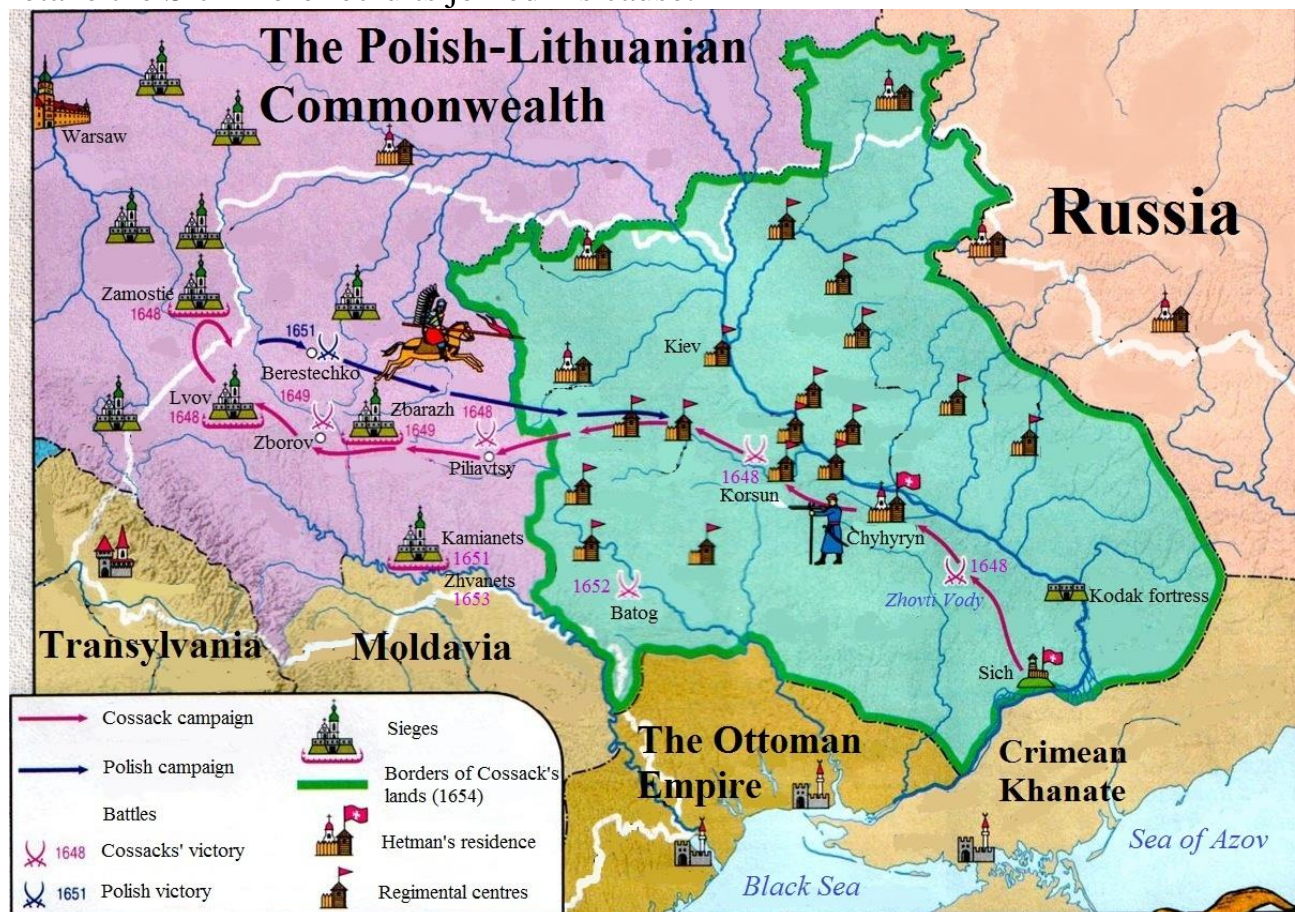 The Polish-Lithuanian
Commonwealth
Warsaw
Russia
Zamostie
1648
1651
Berestechko
Kiev
Lvov
1648
1649
Zborov
Zbarazh
1649
1648
Piliavtsy
1648
Korsun
Chyhyryn
1648
Zhovti Vody
Kodak fortress
Kamianets
1651
Zhvanets
1653
1652
Batog
Sich
Transylvania
Moldavia
The Ottoman
Empire
Crimean
Khanate
Sea of Azov
Black Sea
Cossack campaign
Polish campaign
Battles
1648 Cossacks' victory
1651 Polish victory
Sieges
Borders of Cossack's
lands (1654)
Hetman's residence
Regimental centres